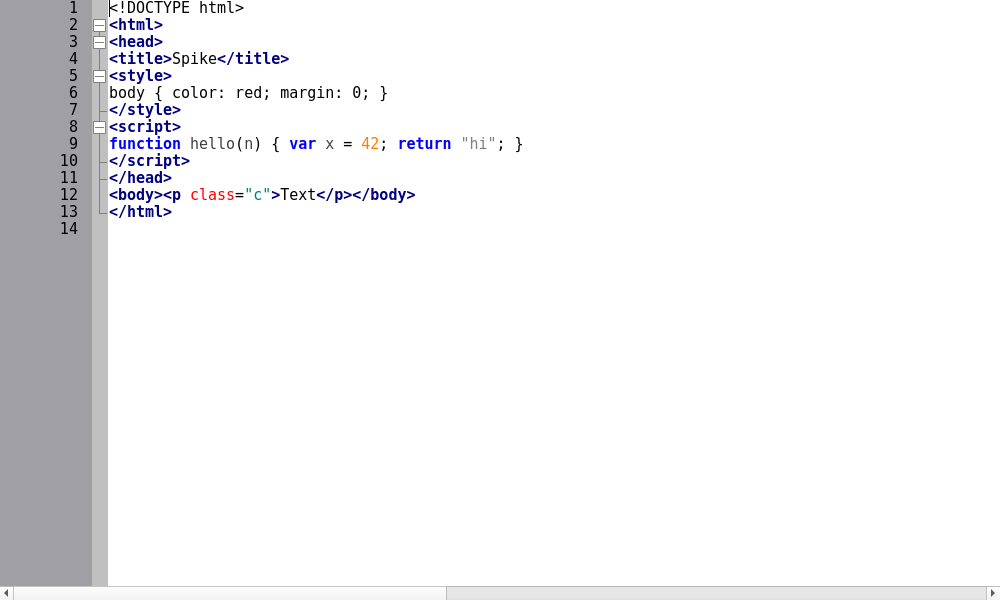 1 <!DOCTYPE html>
2 <html>
3 <head>
4 <title>Spike</title>
5 <style>
6 body { color: red; margin: 0; }
7 </style>
8 <script>
9 function hello(n) { var x = 42; return "hi"; }
10 </script>
11 </head>
12 <body><p class="c">Text</p></body>
13 </html>
14